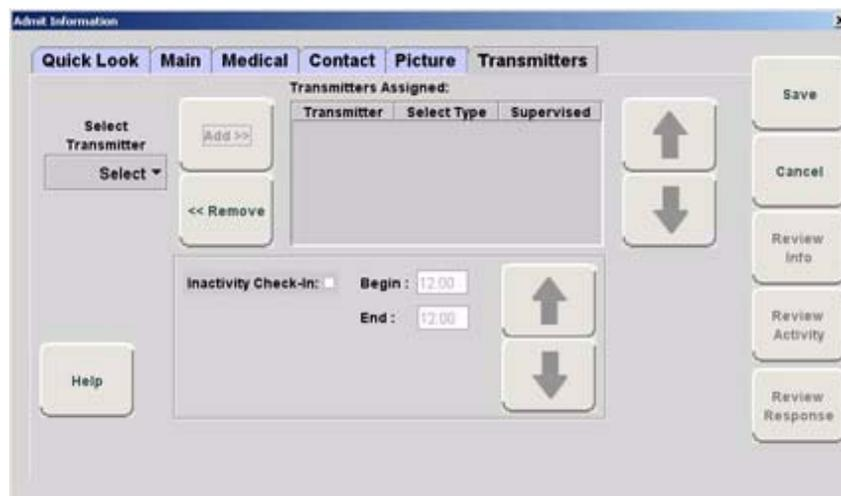 Admit Information
Quick Look Main Medical Contact Picture Transmitters
Transmitters Assigned:
Transmitter Select Type Supervised
Select
Transmitter
Select
Add >>
<< Remove
Inactivity Check-In:
Begin : 12:00
End : 12:00
Help
Save
Cancel
Review
Info
Review
Activity
Review
Response